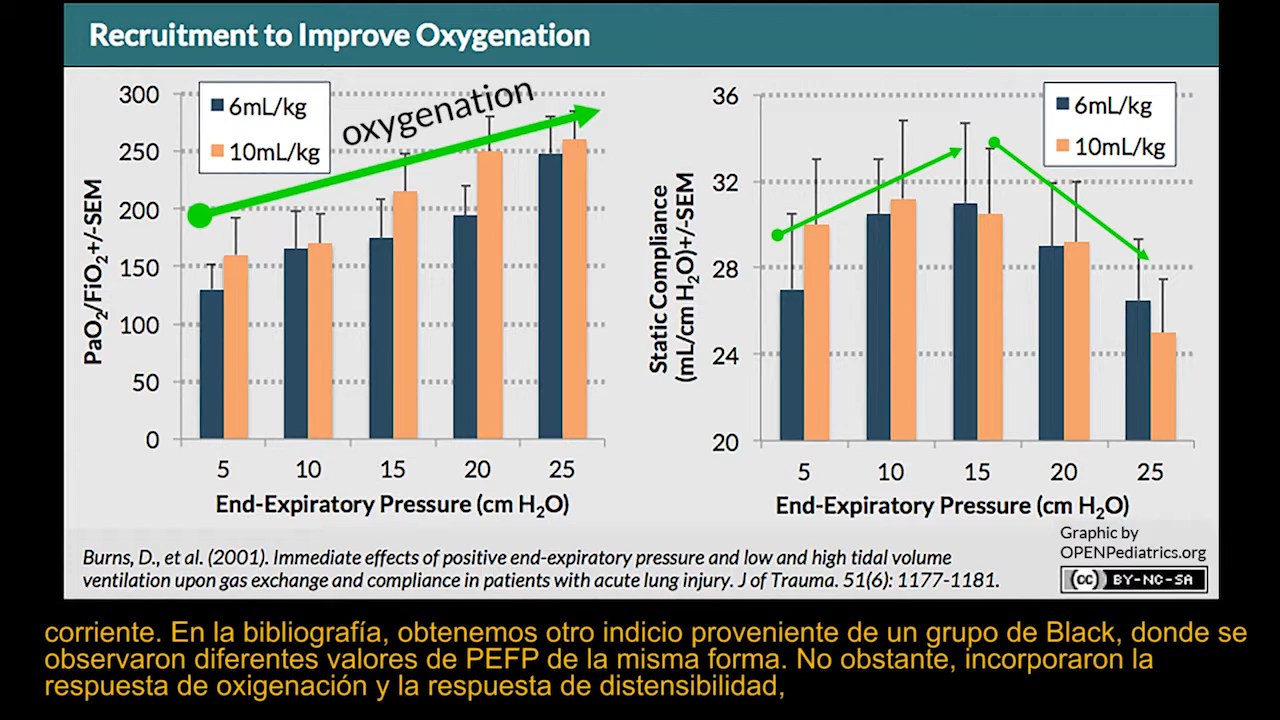 Recruitment to Improve Oxygenation
300
250
200
150
100
50
0
PaO2/FiO2+/-SEM
6mL/kg
10mL/kg
oxygenation
5 10 15 20 25
End-Expiratory Pressure (cm H2O)
36
32
28
24
20
Static Compliance
(mL/cm H2O)+/-SEM
6mL/kg
10mL/kg
5 10 15 20 25
End-Expiratory Pressure (cm H2O)
Burns, D., et al. (2001). Immediate effects of positive end-expiratory pressure and low and high tidal volume
ventilation upon gas exchange and compliance in patients with acute lung injury. J of Trauma. 51(6): 1177-1181.
Graphic by
OPENPediatrics.org
cc BY-NC-SA
corriente. En la bibliografía, obtenemos otro indicio proveniente de un grupo de Black, donde se
observaron diferentes valores de PEFP de la misma forma. No obstante, incorporaron la
respuesta de oxigenación y la respuesta de distensibilidad,